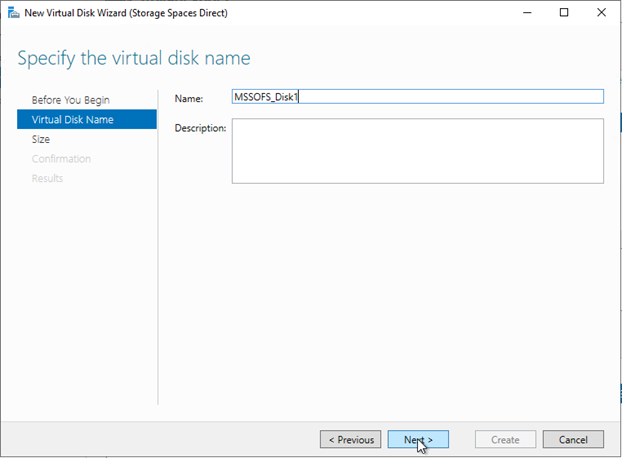 New Virtual Disk Wizard (Storage Spaces Direct)
Specify the virtual disk name
Before You Begin
Virtual Disk Name
Size
Confirmation
Results
Name:
MSSOFS_Disk1
Description:
< Previous
Next >
Create
Cancel